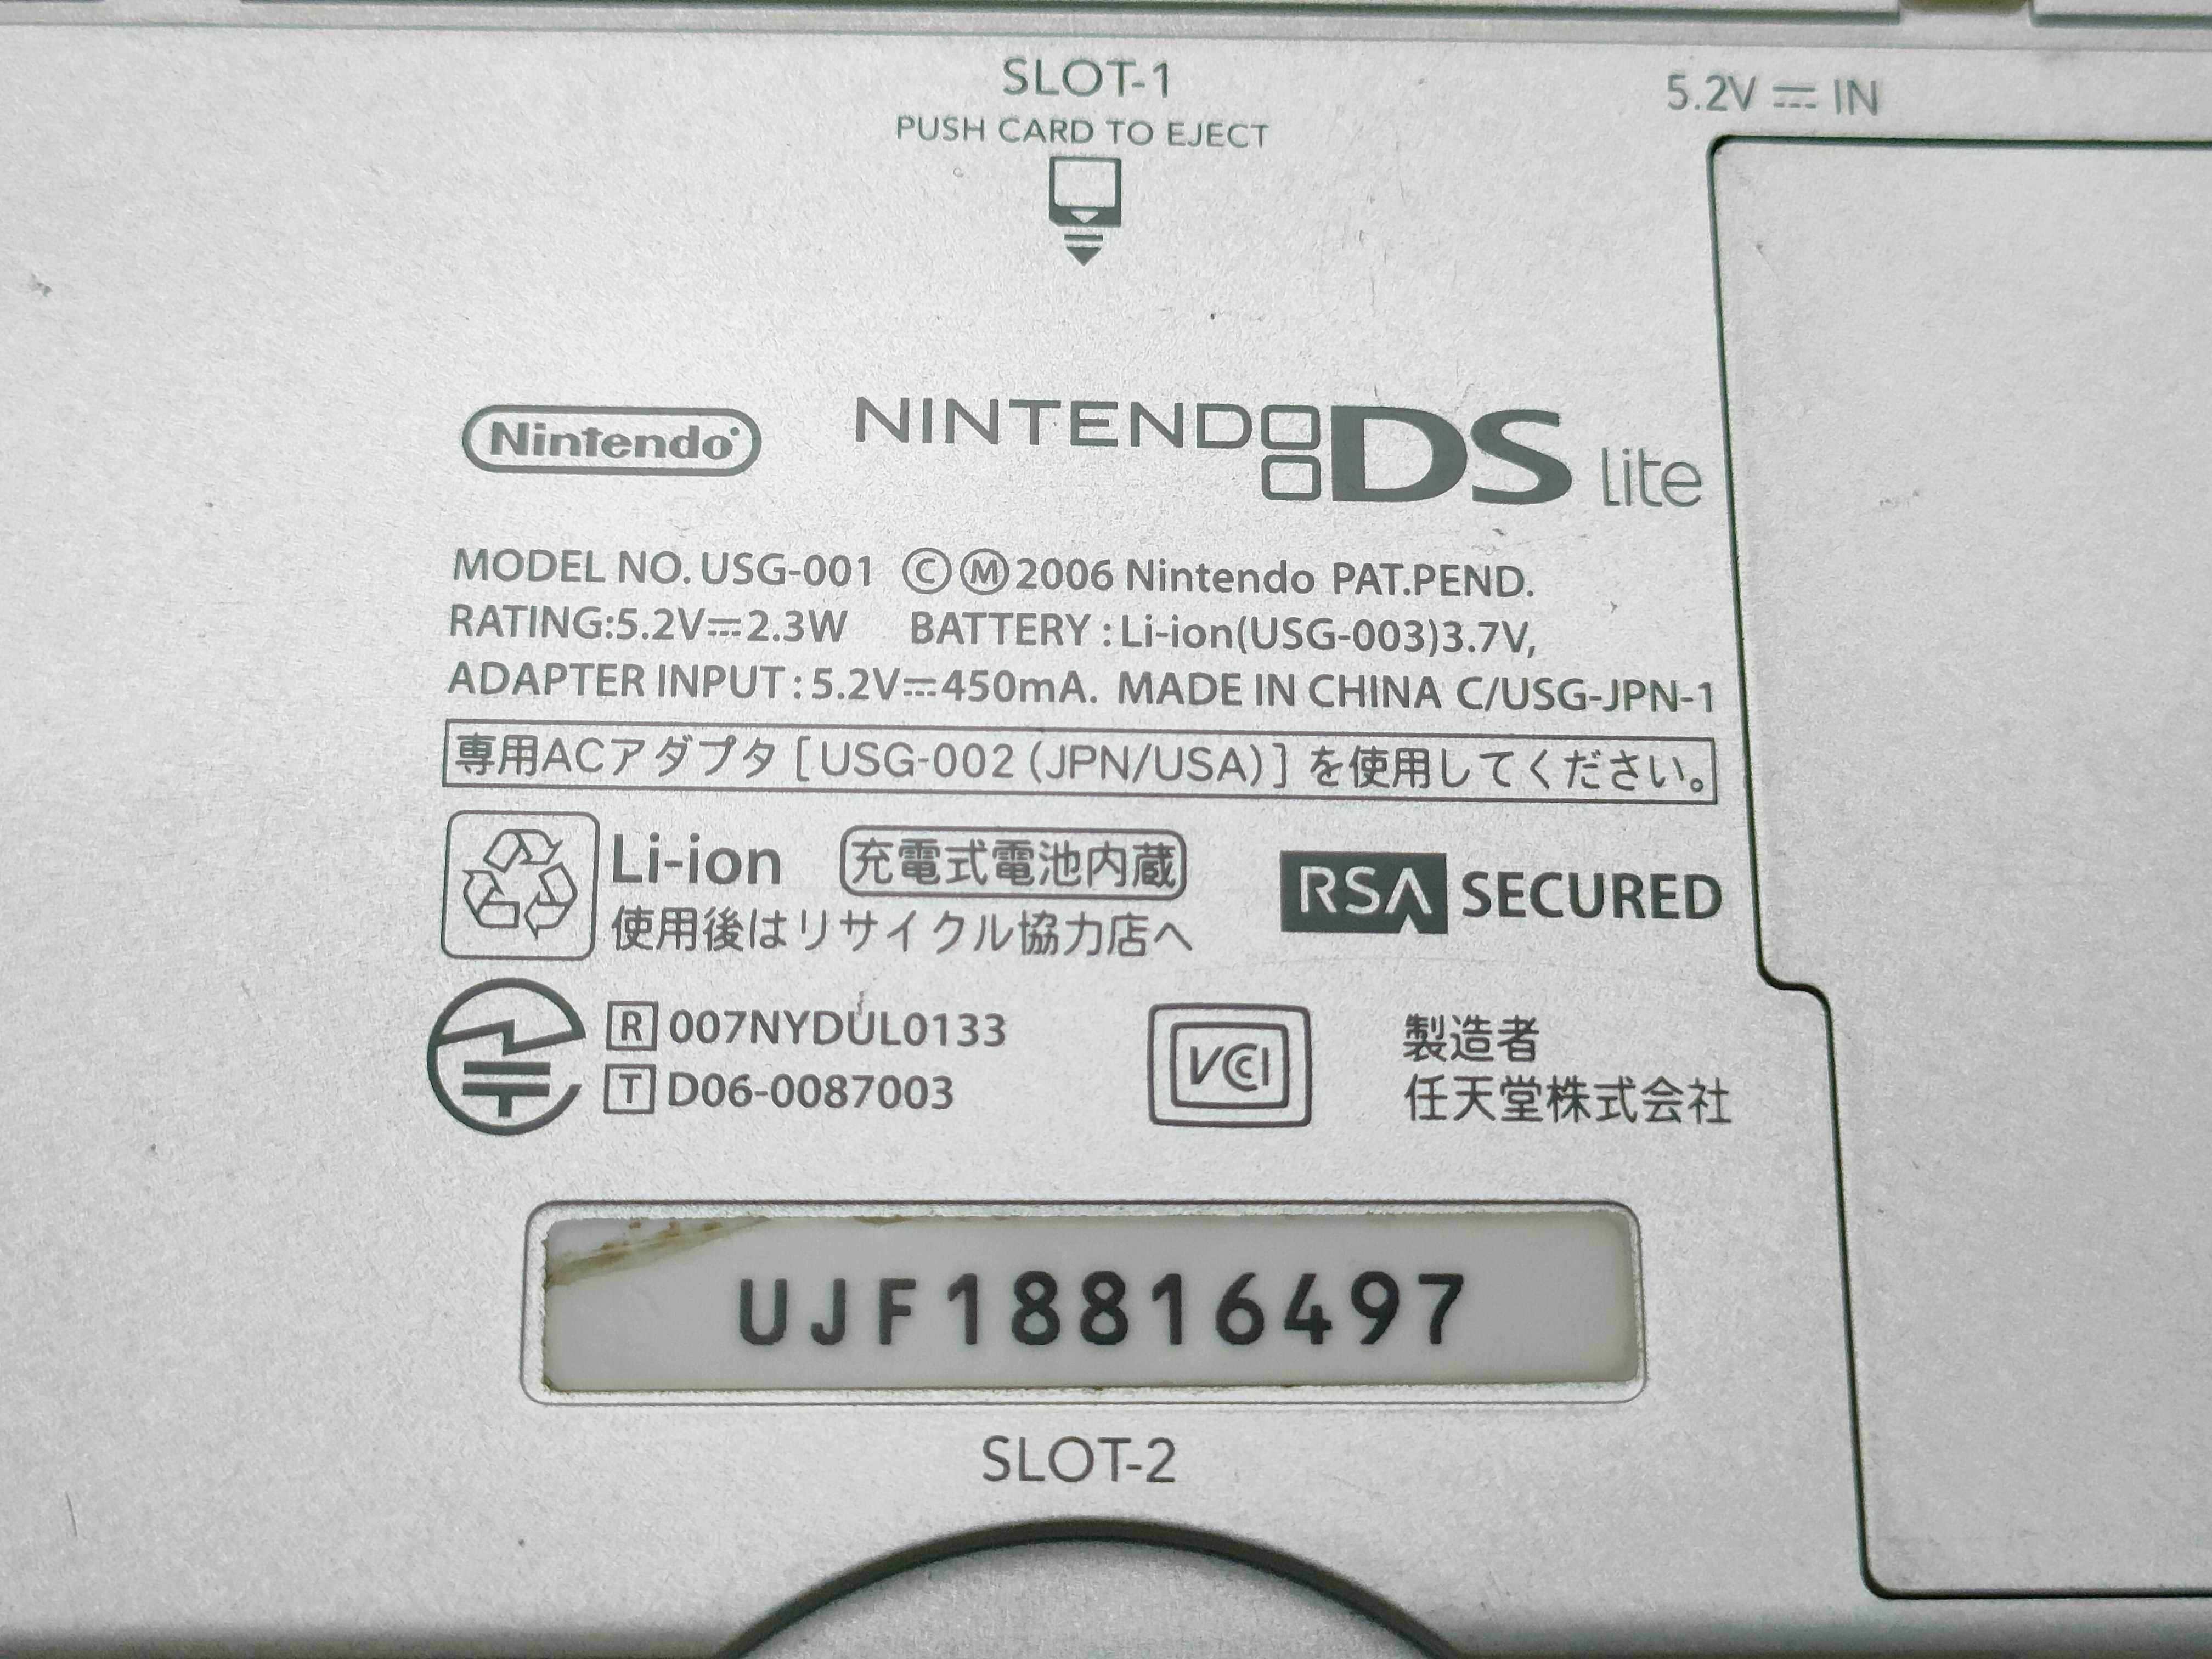 SLOT-1
5.2V ⎓ IN
PUSH CARD TO EJECT
Nintendo
NINTENDO DS Lite
MODEL NO. USG-001 Ⓒ Ⓜ 2006 Nintendo PAT.PEND.
RATING:5.2V⎓2.3W BATTERY : Li-ion(USG-003)3.7V,
ADAPTER INPUT : 5.2V⎓450mA. MADE IN CHINA C/USG-JPN-1
専用ACアダプタ [ USG-002 (JPN/USA) ] を使用してください。
Li-ion 充電式電池内蔵
使用後はリサイクル協力店へ
RSA SECURED
R 007NYDUL0133
T D06-0087003
VCCI
製造者
任天堂株式会社
UJF18816497
SLOT-2